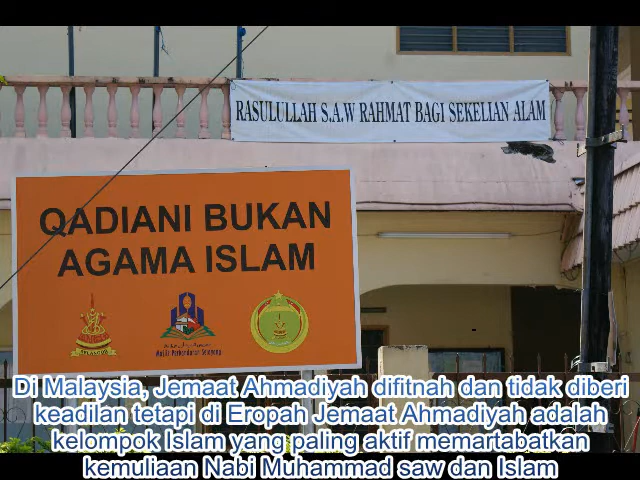 RASULULLAH S.A.W RAHMAT BAGI SEKELIAN ALAM
QADIANI BUKAN
AGAMA ISLAM
Di Malaysia, Jemaat Ahmadiyah difitnah dan tidak diberi
keadilan tetapi di Eropah Jemaat Ahmadiyah adalah
kelompok Islam yang paling aktif memartabatkan
kemuliaan Nabi Muhammad saw dan Islam